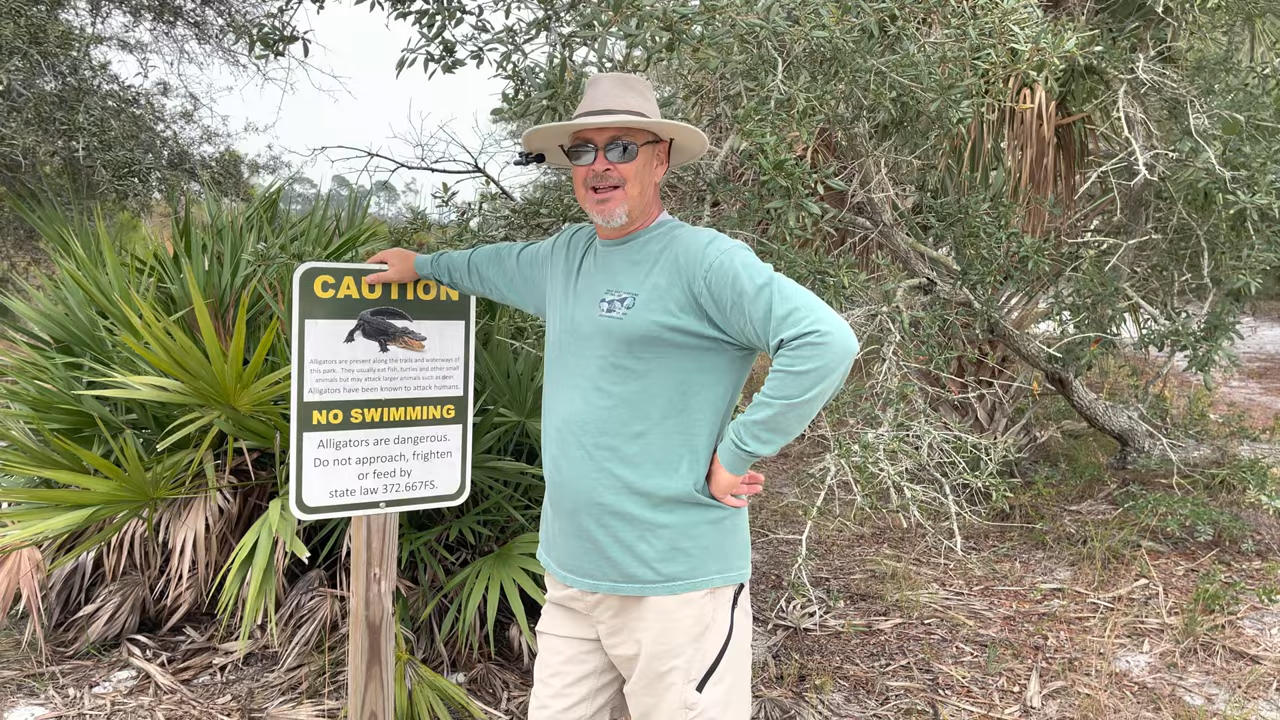 CAUTION
Alligators are present along the trails and waterways of
this park. They usually eat fish, turtles and other small
animals but may attack larger animals such as deer.
Alligators have been known to attack humans.
NO SWIMMING
Alligators are dangerous.
Do not approach, frighten
or feed by
state law 372.667FS.